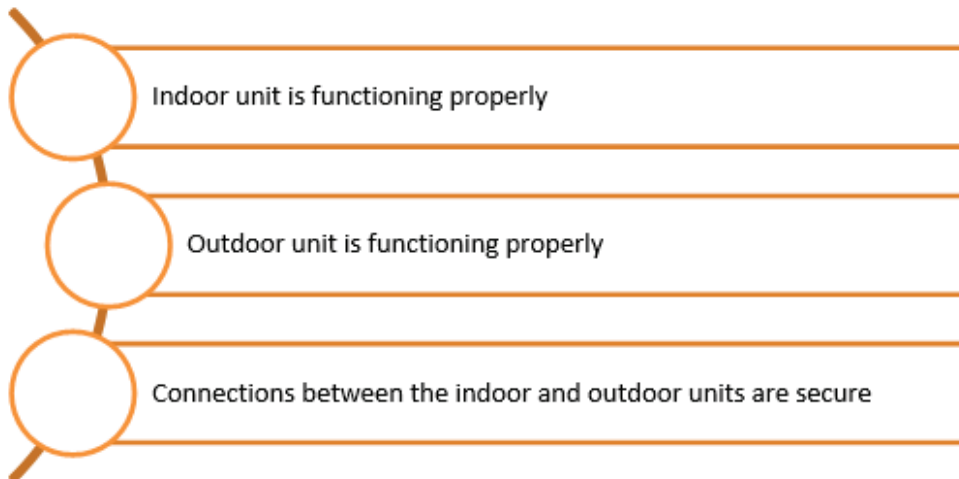 Indoor unit is functioning properly
Outdoor unit is functioning properly
Connections between the indoor and outdoor units are secure